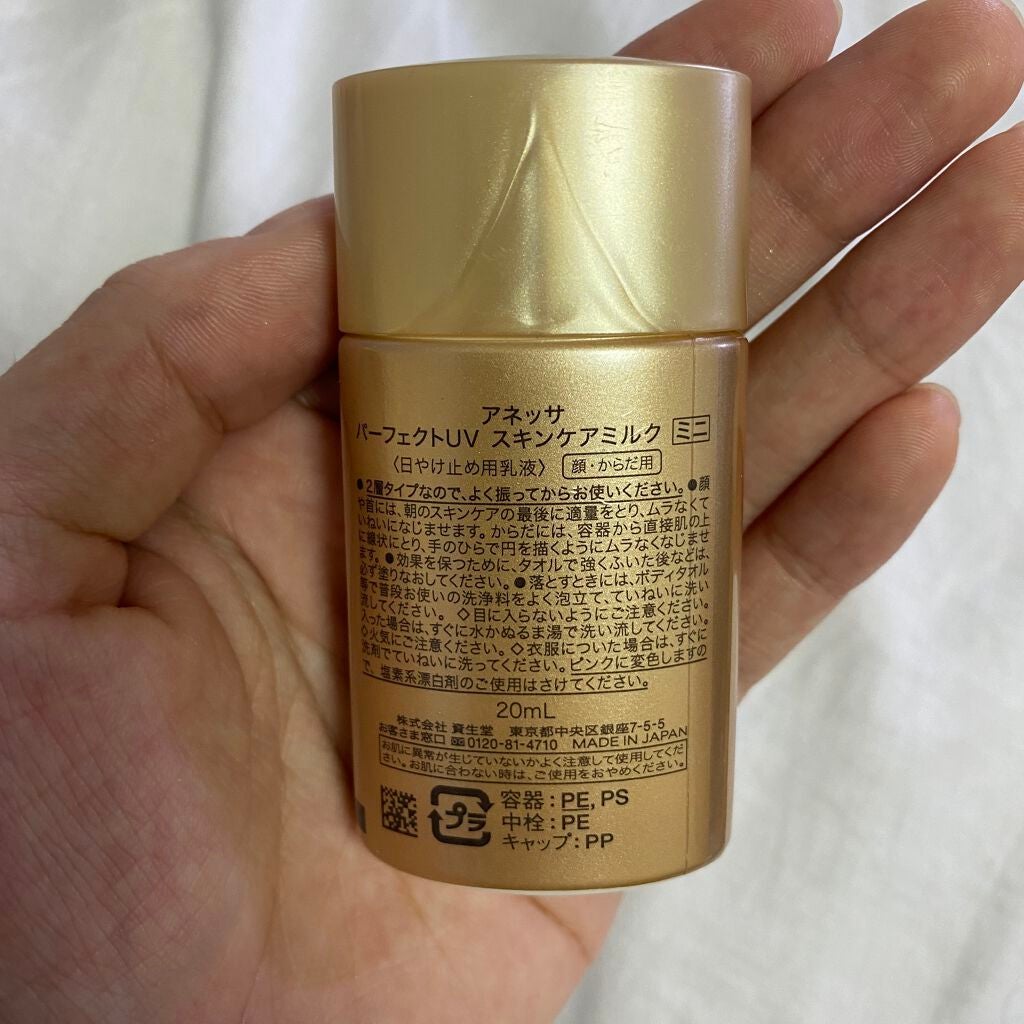 アネッサ
パーフェクトUV スキンケアミルク ミニ
〈日やけ止め用乳液〉 顔・からだ用
●2層タイプなので、よく振ってからお使いください。●顔
や首には、朝のスキンケアの最後に適量をとり、ムラなくて
いねいになじませます。からだには、容器から直接肌の上
に線状にとり、手のひらで円を描くようにムラなくなじませ
ます。●効果を保つために、タオルで強くふいた後などは、
必ず塗りなおしてください。●落とすときには、ボディタオル
等で普段お使いの洗浄料をよく泡立て、ていねいに洗い
流してください。◇目に入らないようにご注意ください。
入った場合は、すぐに水かぬるま湯で洗い流してください。
◇火気にご注意ください。◇衣服についた場合は、すぐに
洗剤でていねいに洗ってください。ピンクに変色しますの
で、塩素系漂白剤のご使用はさけてください。
20mL
株式会社 資生堂 東京都中央区銀座7-5-5
お客さま窓口 0120-81-4710 MADE IN JAPAN
お肌に異常が生じていないかよく注意して使用してくだ
さい。お肌に合わない時は、ご使用をおやめください。
プラ
容器：PE, PS
中栓：PE
キャップ：PP